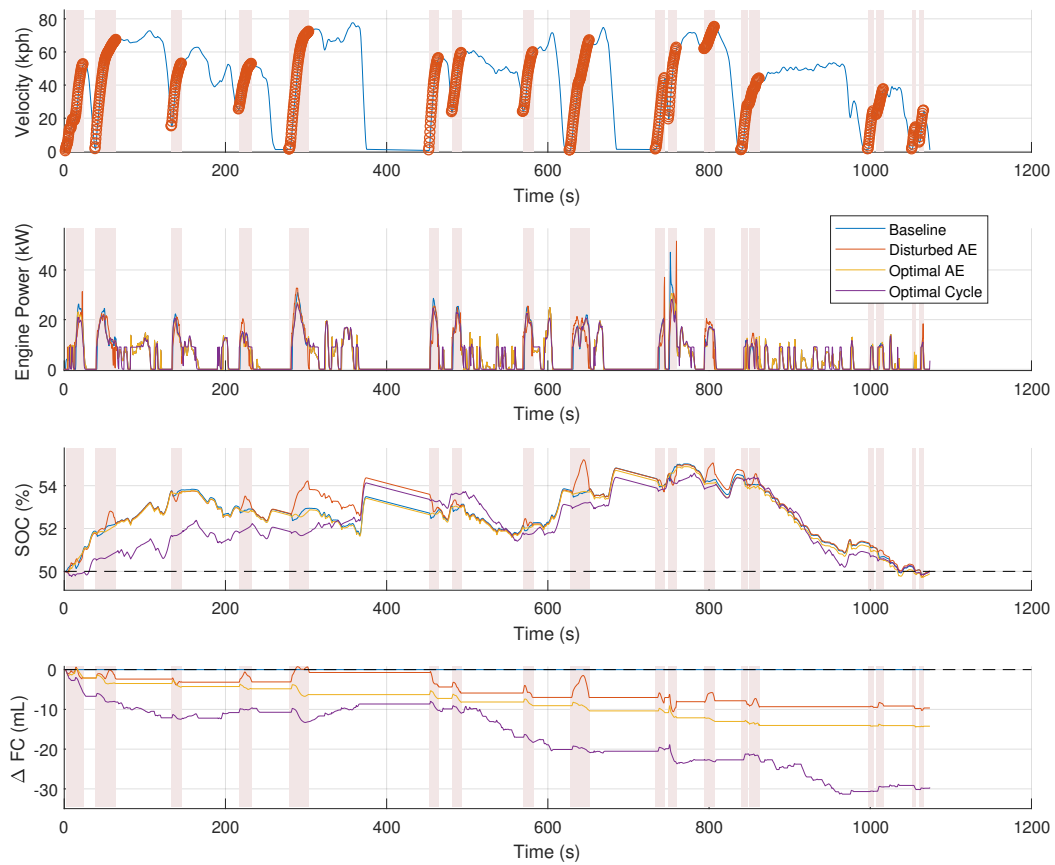 80
60
40
20
0
Velocity (kph)
0 200 400 600 800 1000 1200
Time (s)
40
20
0
Engine Power (kW)
Baseline
Disturbed AE
Optimal AE
Optimal Cycle
0 200 400 600 800 1000 1200
Time (s)
54
52
50
SOC (%)
0 200 400 600 800 1000 1200
Time (s)
0
-10
-20
-30
Δ FC (mL)
0 200 400 600 800 1000 1200
Time (s)